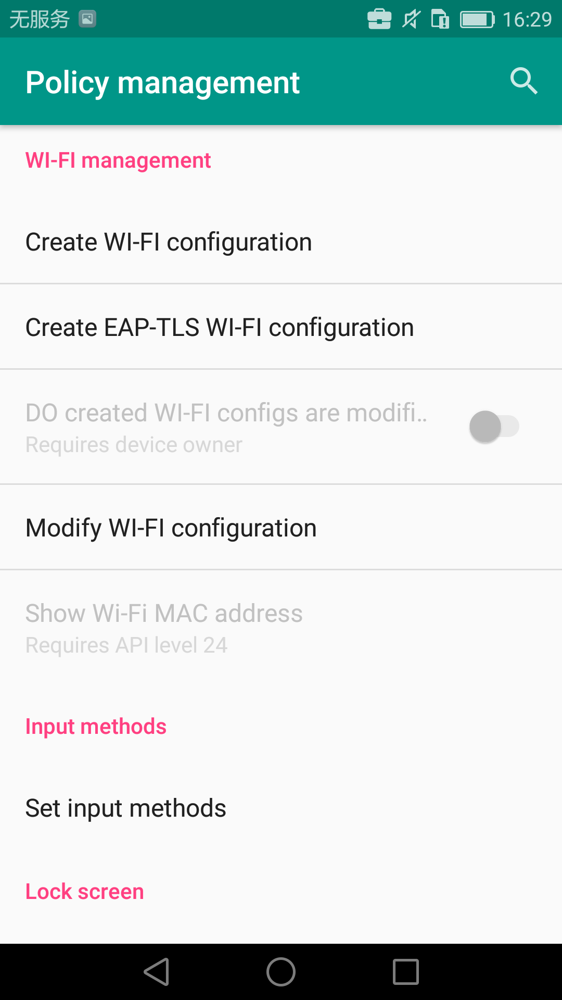 无服务
16:29
Policy management
WI-FI management
Create WI-FI configuration
Create EAP-TLS WI-FI configuration
DO created WI-FI configs are modifi..
Requires device owner
Modify WI-FI configuration
Show Wi-Fi MAC address
Requires API level 24
Input methods
Set input methods
Lock screen